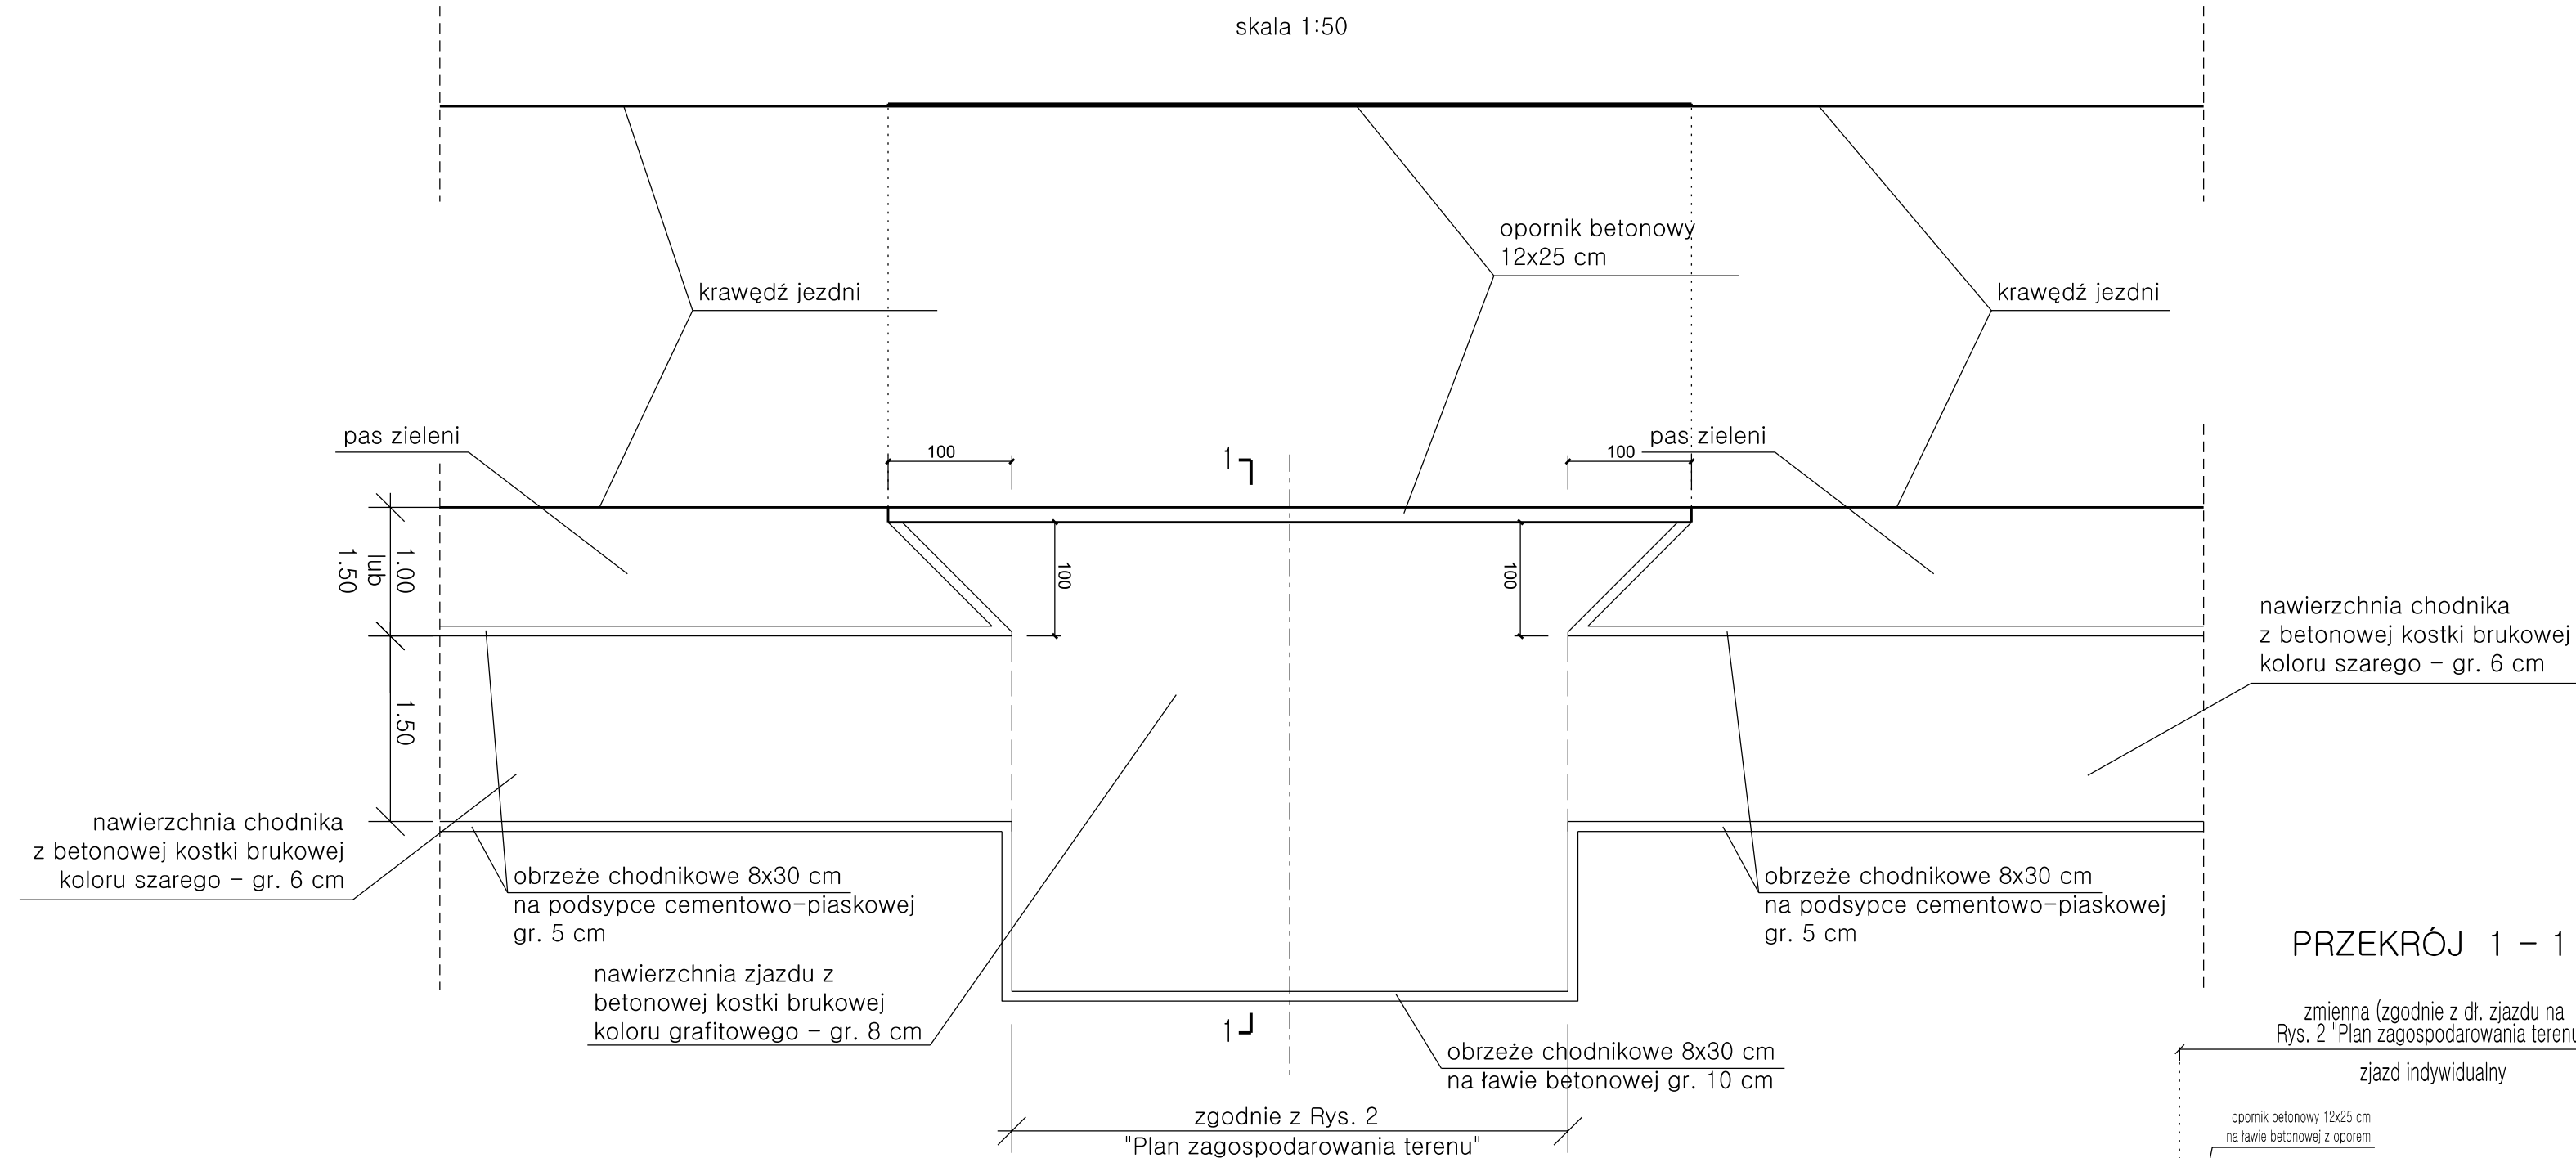 skala 1:50
opornik betonowy
12x25 cm
krawędź jezdni
krawędź jezdni
pas zieleni
pas zieleni
100
100
1
100
100
1.00
lub
1.50
1.50
nawierzchnia chodnika
z betonowej kostki brukowej
koloru szarego - gr. 6 cm
nawierzchnia chodnika
z betonowej kostki brukowej
koloru szarego - gr. 6 cm
obrzeże chodnikowe 8x30 cm
na podsypce cementowo-piaskowej
gr. 5 cm
obrzeże chodnikowe 8x30 cm
na podsypce cementowo-piaskowej
gr. 5 cm
nawierzchnia zjazdu z
betonowej kostki brukowej
koloru grafitowego - gr. 8 cm
1
obrzeże chodnikowe 8x30 cm
na ławie betonowej gr. 10 cm
zgodnie z Rys. 2
"Plan zagospodarowania terenu"
PRZEKRÓJ 1 - 1
zmienna (zgodnie z dł. zjazdu na
Rys. 2 "Plan zagospodarowania terenu
zjazd indywidualny
opornik betonowy 12x25 cm
na ławie betonowej z oporem